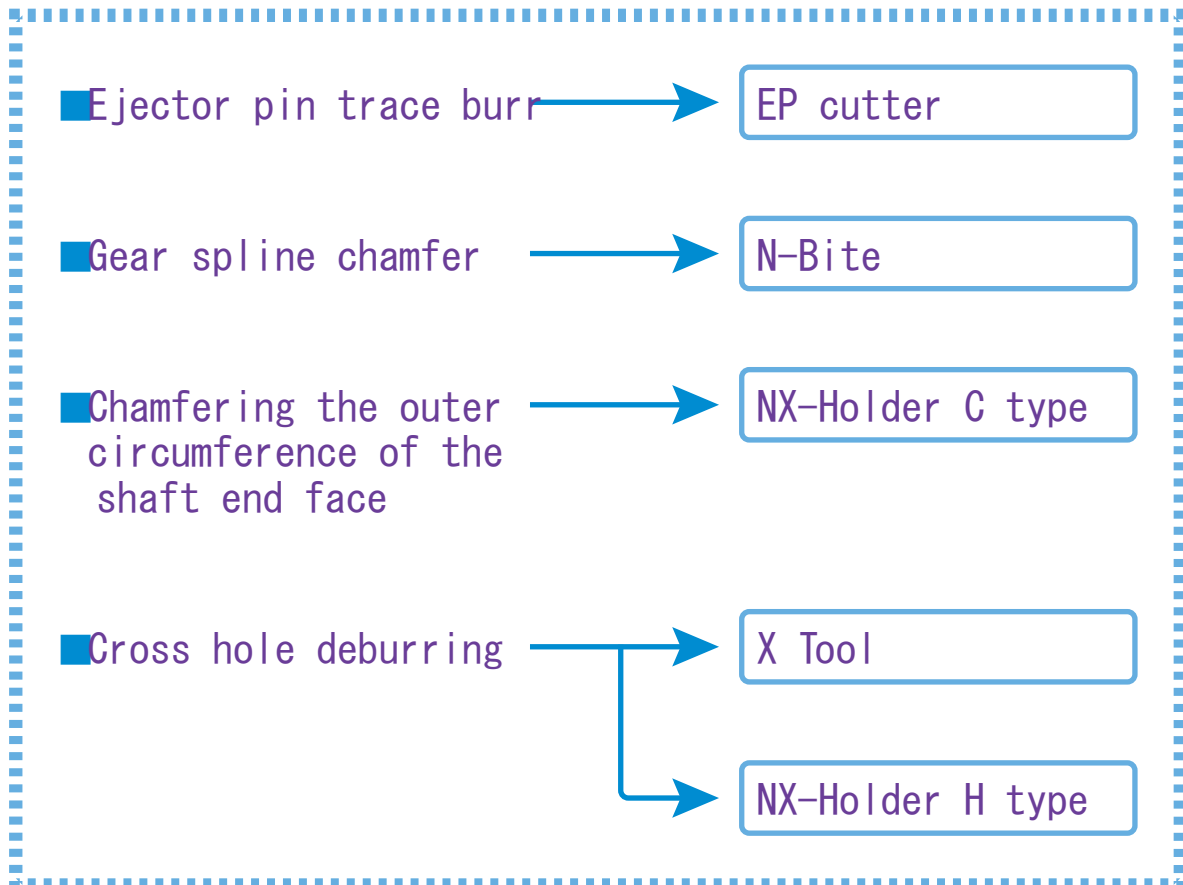 ■Ejector pin trace burr
EP cutter
■Gear spline chamfer
N-Bite
■Chamfering the outer
circumference of the
shaft end face
NX-Holder C type
■Cross hole deburring
X Tool
NX-Holder H type